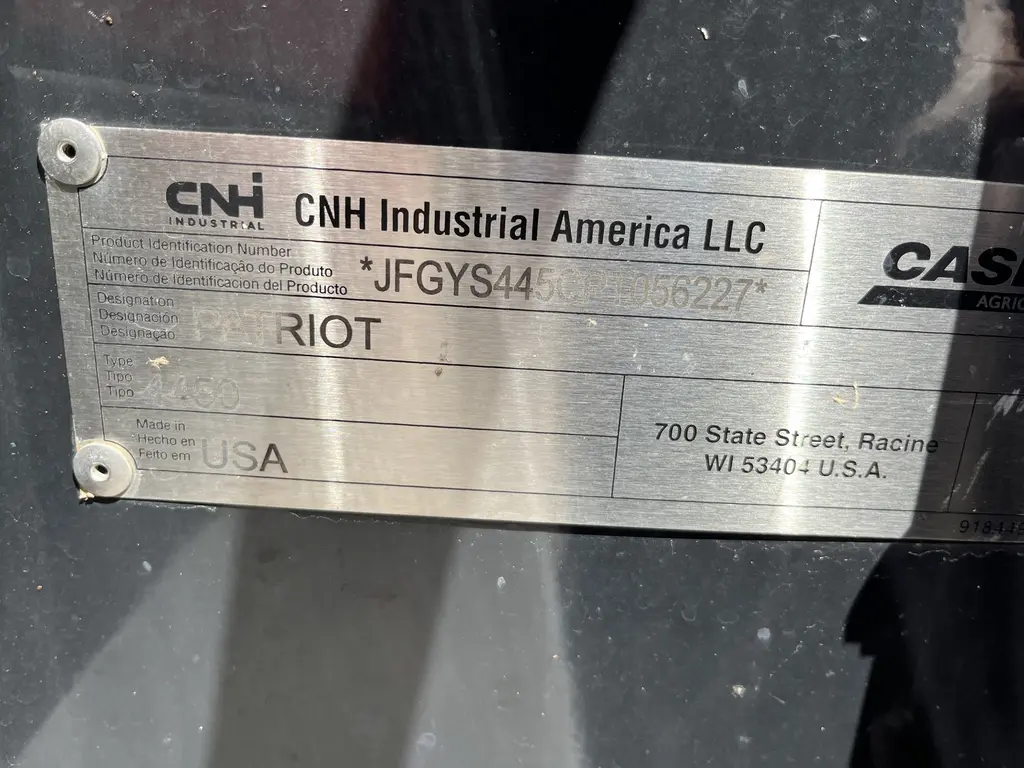 CNH
INDUSTRIAL
CNH Industrial America LLC
Product Identification Number
Número de Identificação do Produto
Número de Identificacion del Producto
Designation
Designación
Designação
PATRIOT
Type
Tipo
Tipo
4450
Made in
Hecho en
Feito em
USA
700 State Street, Racine
WI 53404 U.S.A.